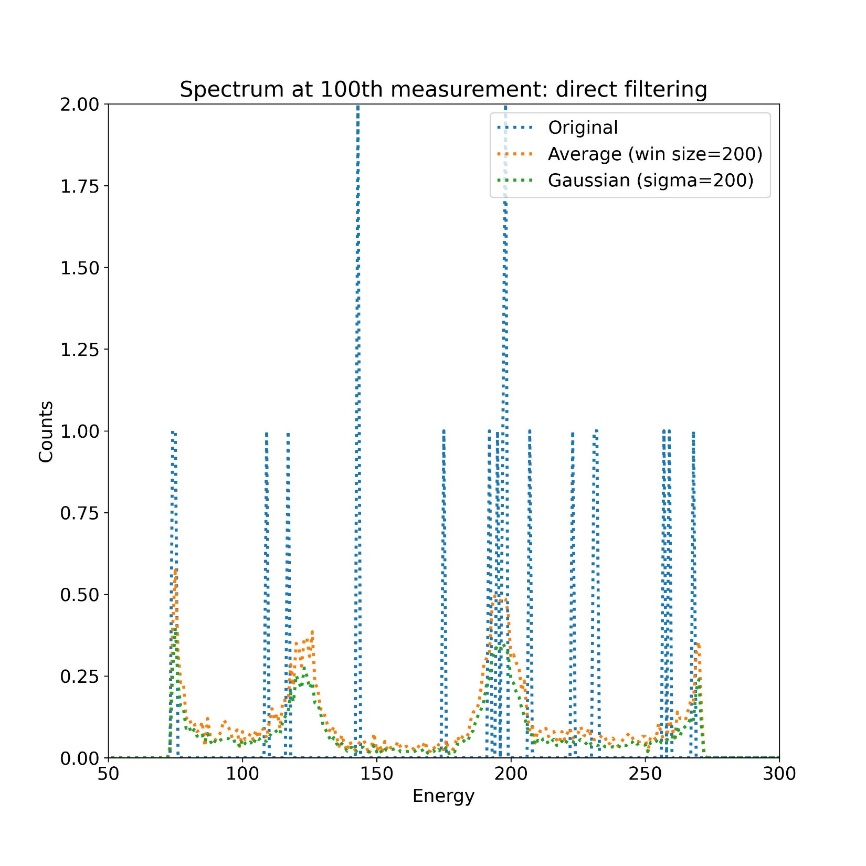 Spectrum at 100th measurement: direct filtering
2.00
1.75
1.50
1.25
1.00
0.75
0.50
0.25
0.00
Counts
Original
Average (win size=200)
Gaussian (sigma=200)
50 100 150 200 250 300
Energy